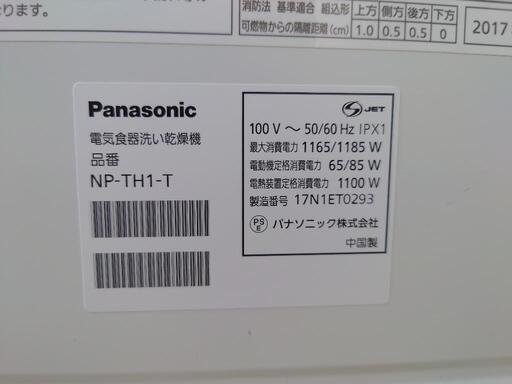 なります。
消防法 基準適合 組込形 上方 側方 後方 下方
可燃物からの隔離距離(cm) 1.0 0.5 0.5 0
2017
Panasonic
電気食器洗い乾燥機
品番
NP-TH1-T
S JET
100 V ～ 50/60 Hz IPX1
最大消費電力 1165/1185 W
電動機定格消費電力 65/85 W
電熱装置定格消費電力 1100 W
製造番号 17N1ET0293
PSE パナソニック株式会社
中国製